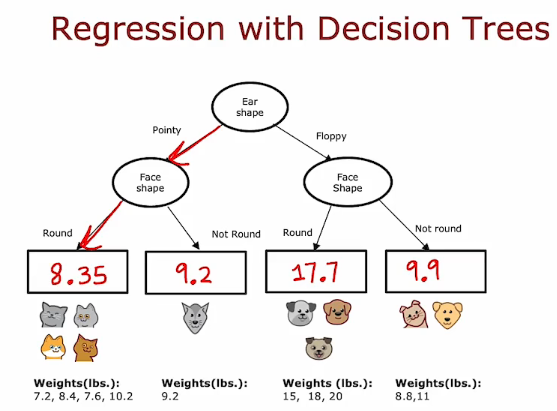 Regression with Decision Trees
Ear
shape
Pointy
Floppy
Face
shape
Face
Shape
Round
Not Round
Round
Not round
8.35
9.2
17.7
9.9
Weights(lbs.):
7.2, 8.4, 7.6, 10.2
Weights(lbs.):
9.2
Weights (lbs.):
15, 18, 20
Weights(lbs.):
8.8,11